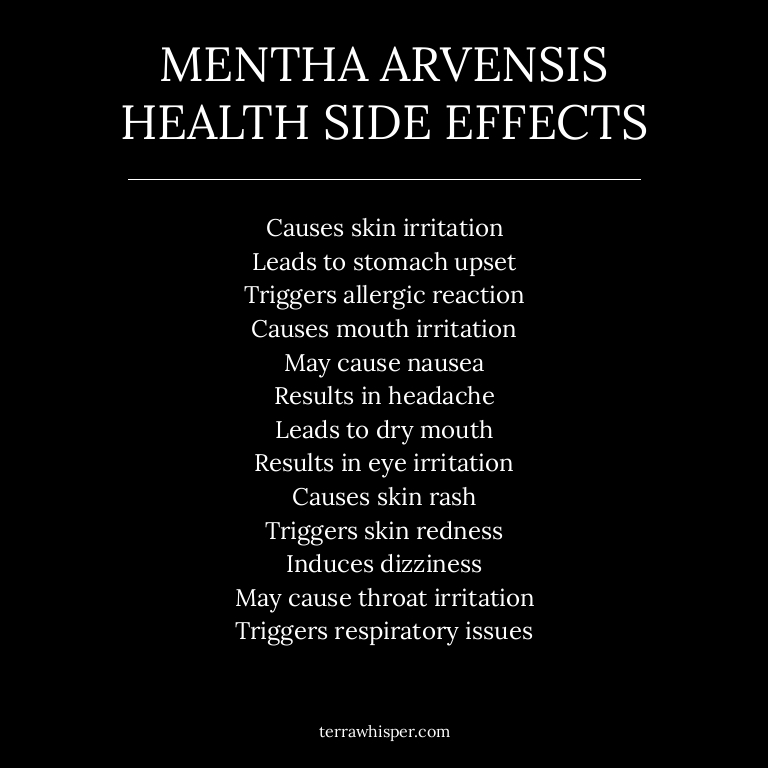 MENTHA ARVENSIS
HEALTH SIDE EFFECTS
Causes skin irritation
Leads to stomach upset
Triggers allergic reaction
Causes mouth irritation
May cause nausea
Results in headache
Leads to dry mouth
Results in eye irritation
Causes skin rash
Triggers skin redness
Induces dizziness
May cause throat irritation
Triggers respiratory issues
terrawhisper.com